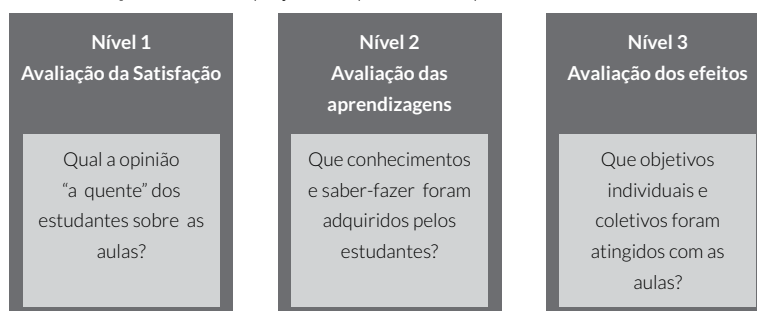 Nível 1
Avaliação da Satisfação
Qual a opinião
“a quente” dos
estudantes sobre as
aulas?
Nível 2
Avaliação das
aprendizagens
Que conhecimentos
e saber-fazer foram
adquiridos pelos
estudantes?
Nível 3
Avaliação dos efeitos
Que objetivos
individuais e
coletivos foram
atingidos com as
aulas?